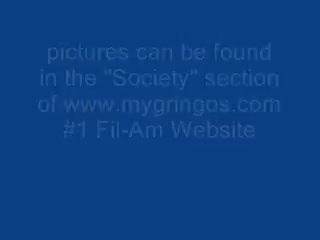 pictures can be found
in the "Society" section
of www.mygringos.com
#1 Fil-Am Website